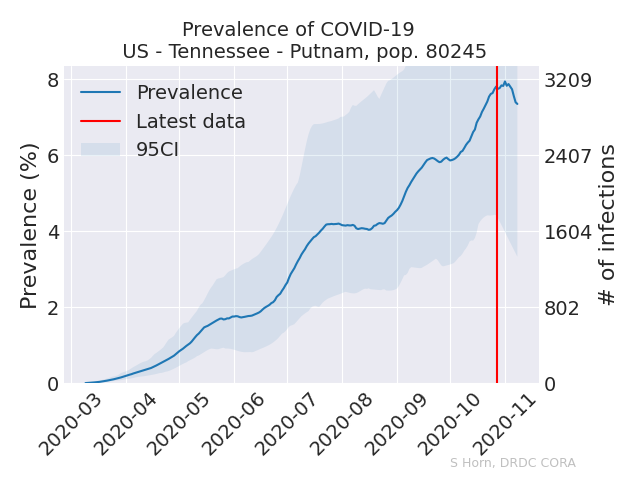 Prevalence of COVID-19
US - Tennessee - Putnam, pop. 80245
Prevalence
Latest data
95CI
Prevalence (%)
8
6
4
2
0
3209
2407
1604
802
0
# of infections
2020-03
2020-04
2020-05
2020-06
2020-07
2020-08
2020-09
2020-10
2020-11
S Horn, DRDC CORA